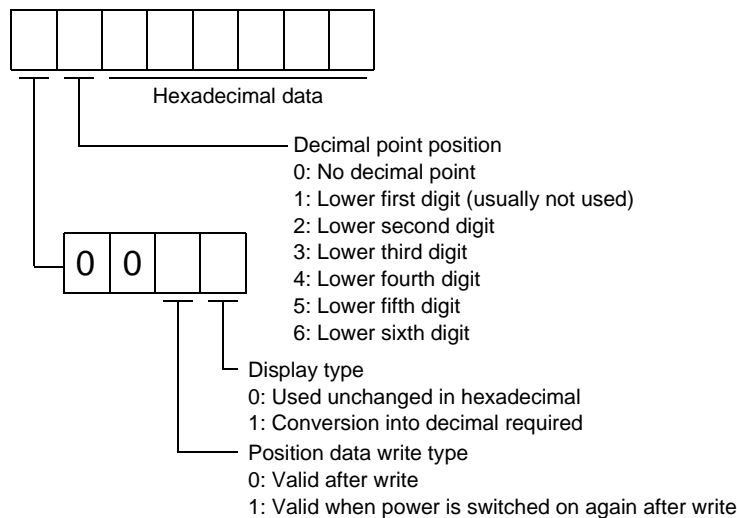 Hexadecimal data
Decimal point position
0: No decimal point
1: Lower first digit (usually not used)
2: Lower second digit
3: Lower third digit
4: Lower fourth digit
5: Lower fifth digit
6: Lower sixth digit
0 0
Display type
0: Used unchanged in hexadecimal
1: Conversion into decimal required
Position data write type
0: Valid after write
1: Valid when power is switched on again after write